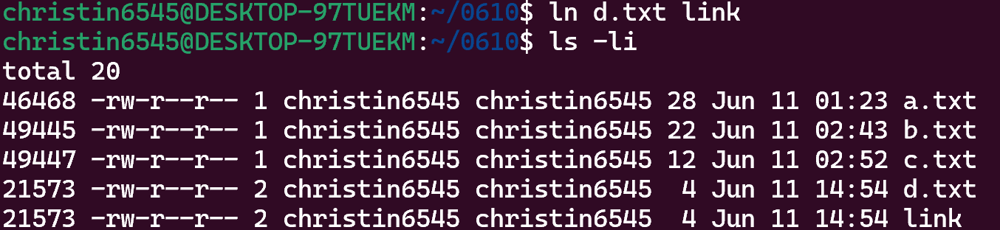 christin6545@DESKTOP-97TUEKM:~/0610$ ln d.txt link
christin6545@DESKTOP-97TUEKM:~/0610$ ls -li
total 20
46468 -rw-r--r-- 1 christin6545 christin6545 28 Jun 11 01:23 a.txt
49445 -rw-r--r-- 1 christin6545 christin6545 22 Jun 11 02:43 b.txt
49447 -rw-r--r-- 1 christin6545 christin6545 12 Jun 11 02:52 c.txt
21573 -rw-r--r-- 2 christin6545 christin6545  4 Jun 11 14:54 d.txt
21573 -rw-r--r-- 2 christin6545 christin6545  4 Jun 11 14:54 link